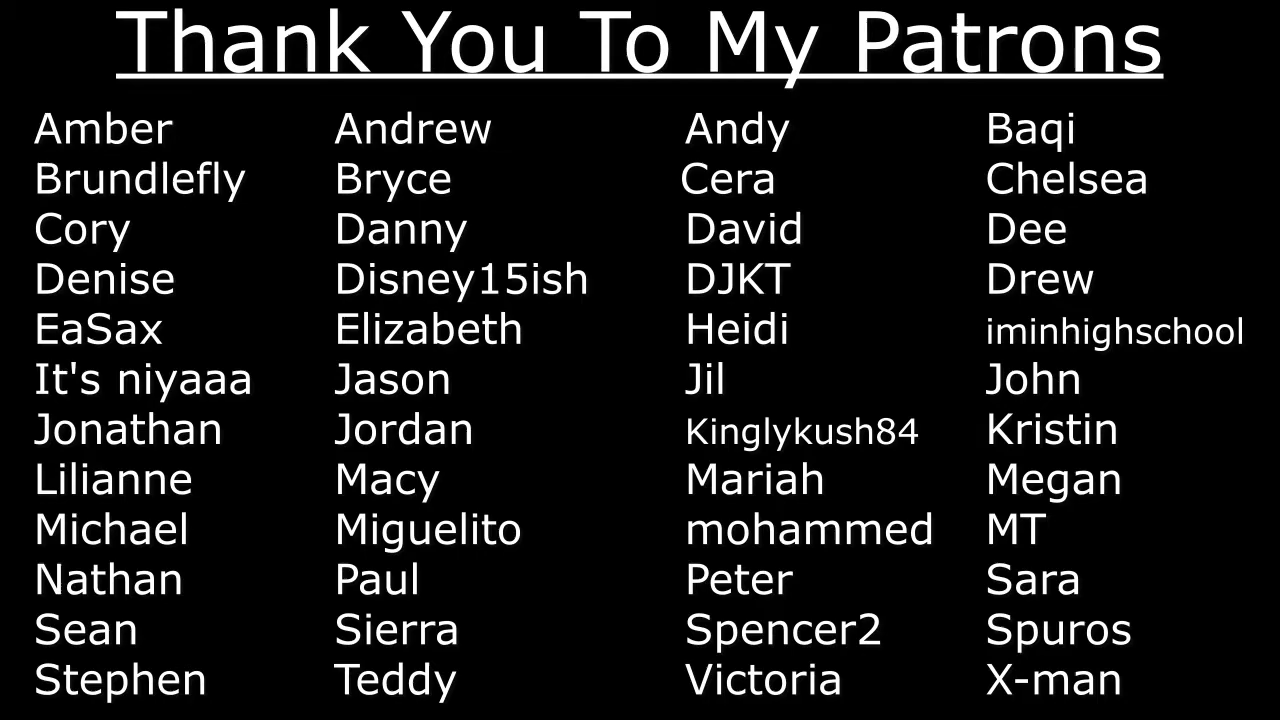 Thank You To My Patrons
Amber Andrew Andy Baqi
Brundlefly Bryce Cera Chelsea
Cory Danny David Dee
Denise Disney15ish DJKT Drew
EaSax Elizabeth Heidi iminhighschool
It's niyaaa Jason Jil John
Jonathan Jordan Kinglykush84 Kristin
Lilianne Macy Mariah Megan
Michael Miguelito mohammed MT
Nathan Paul Peter Sara
Sean Sierra Spencer2 Spuros
Stephen Teddy Victoria X-man